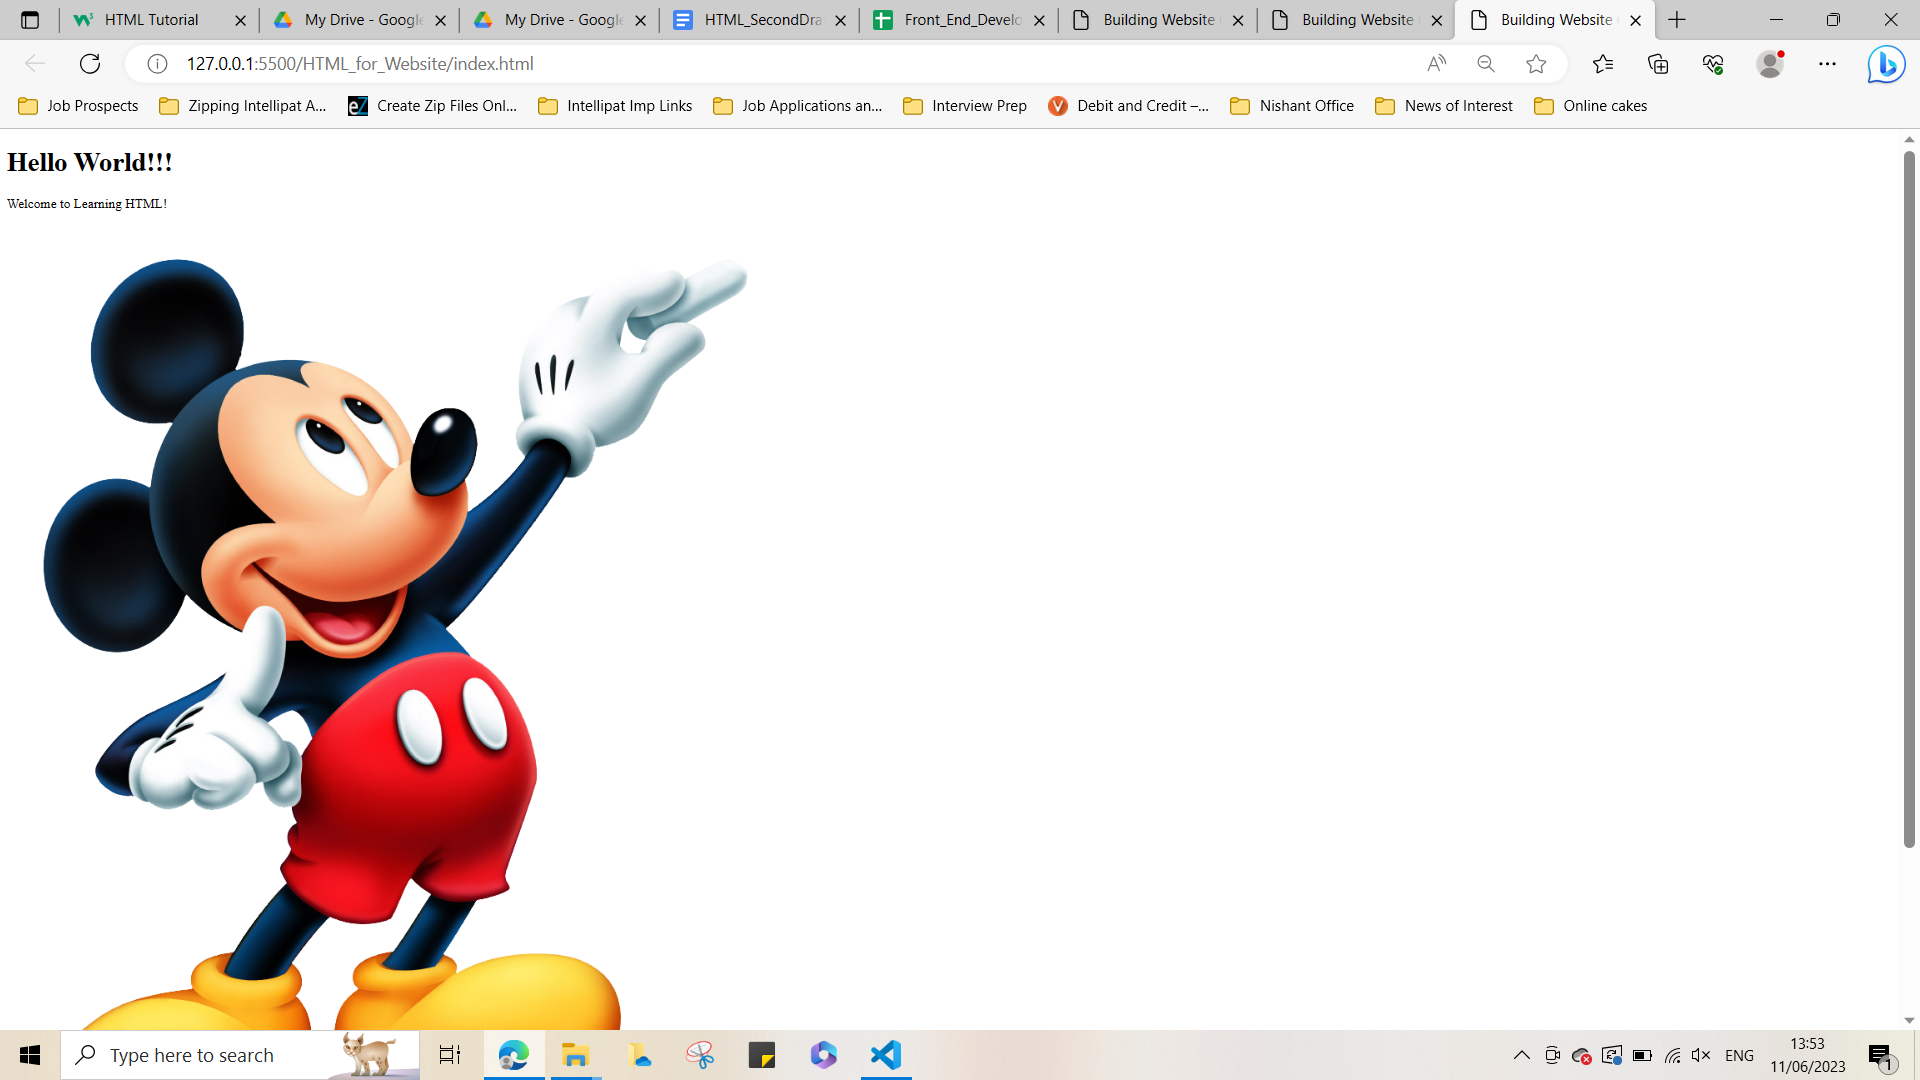 HTML Tutorial
My Drive - Google
My Drive - Google
HTML_SecondDra
Front_End_Develo
Building Website
Building Website
Building Website
127.0.0.1:5500/HTML_for_Website/index.html
Job Prospects
Zipping Intellipat A...
Create Zip Files Onl...
Intellipat Imp Links
Job Applications an...
Interview Prep
Debit and Credit –...
Nishant Office
News of Interest
Online cakes
Hello World!!!
Welcome to Learning HTML!
Type here to search
ENG
13:53
11/06/2023
1